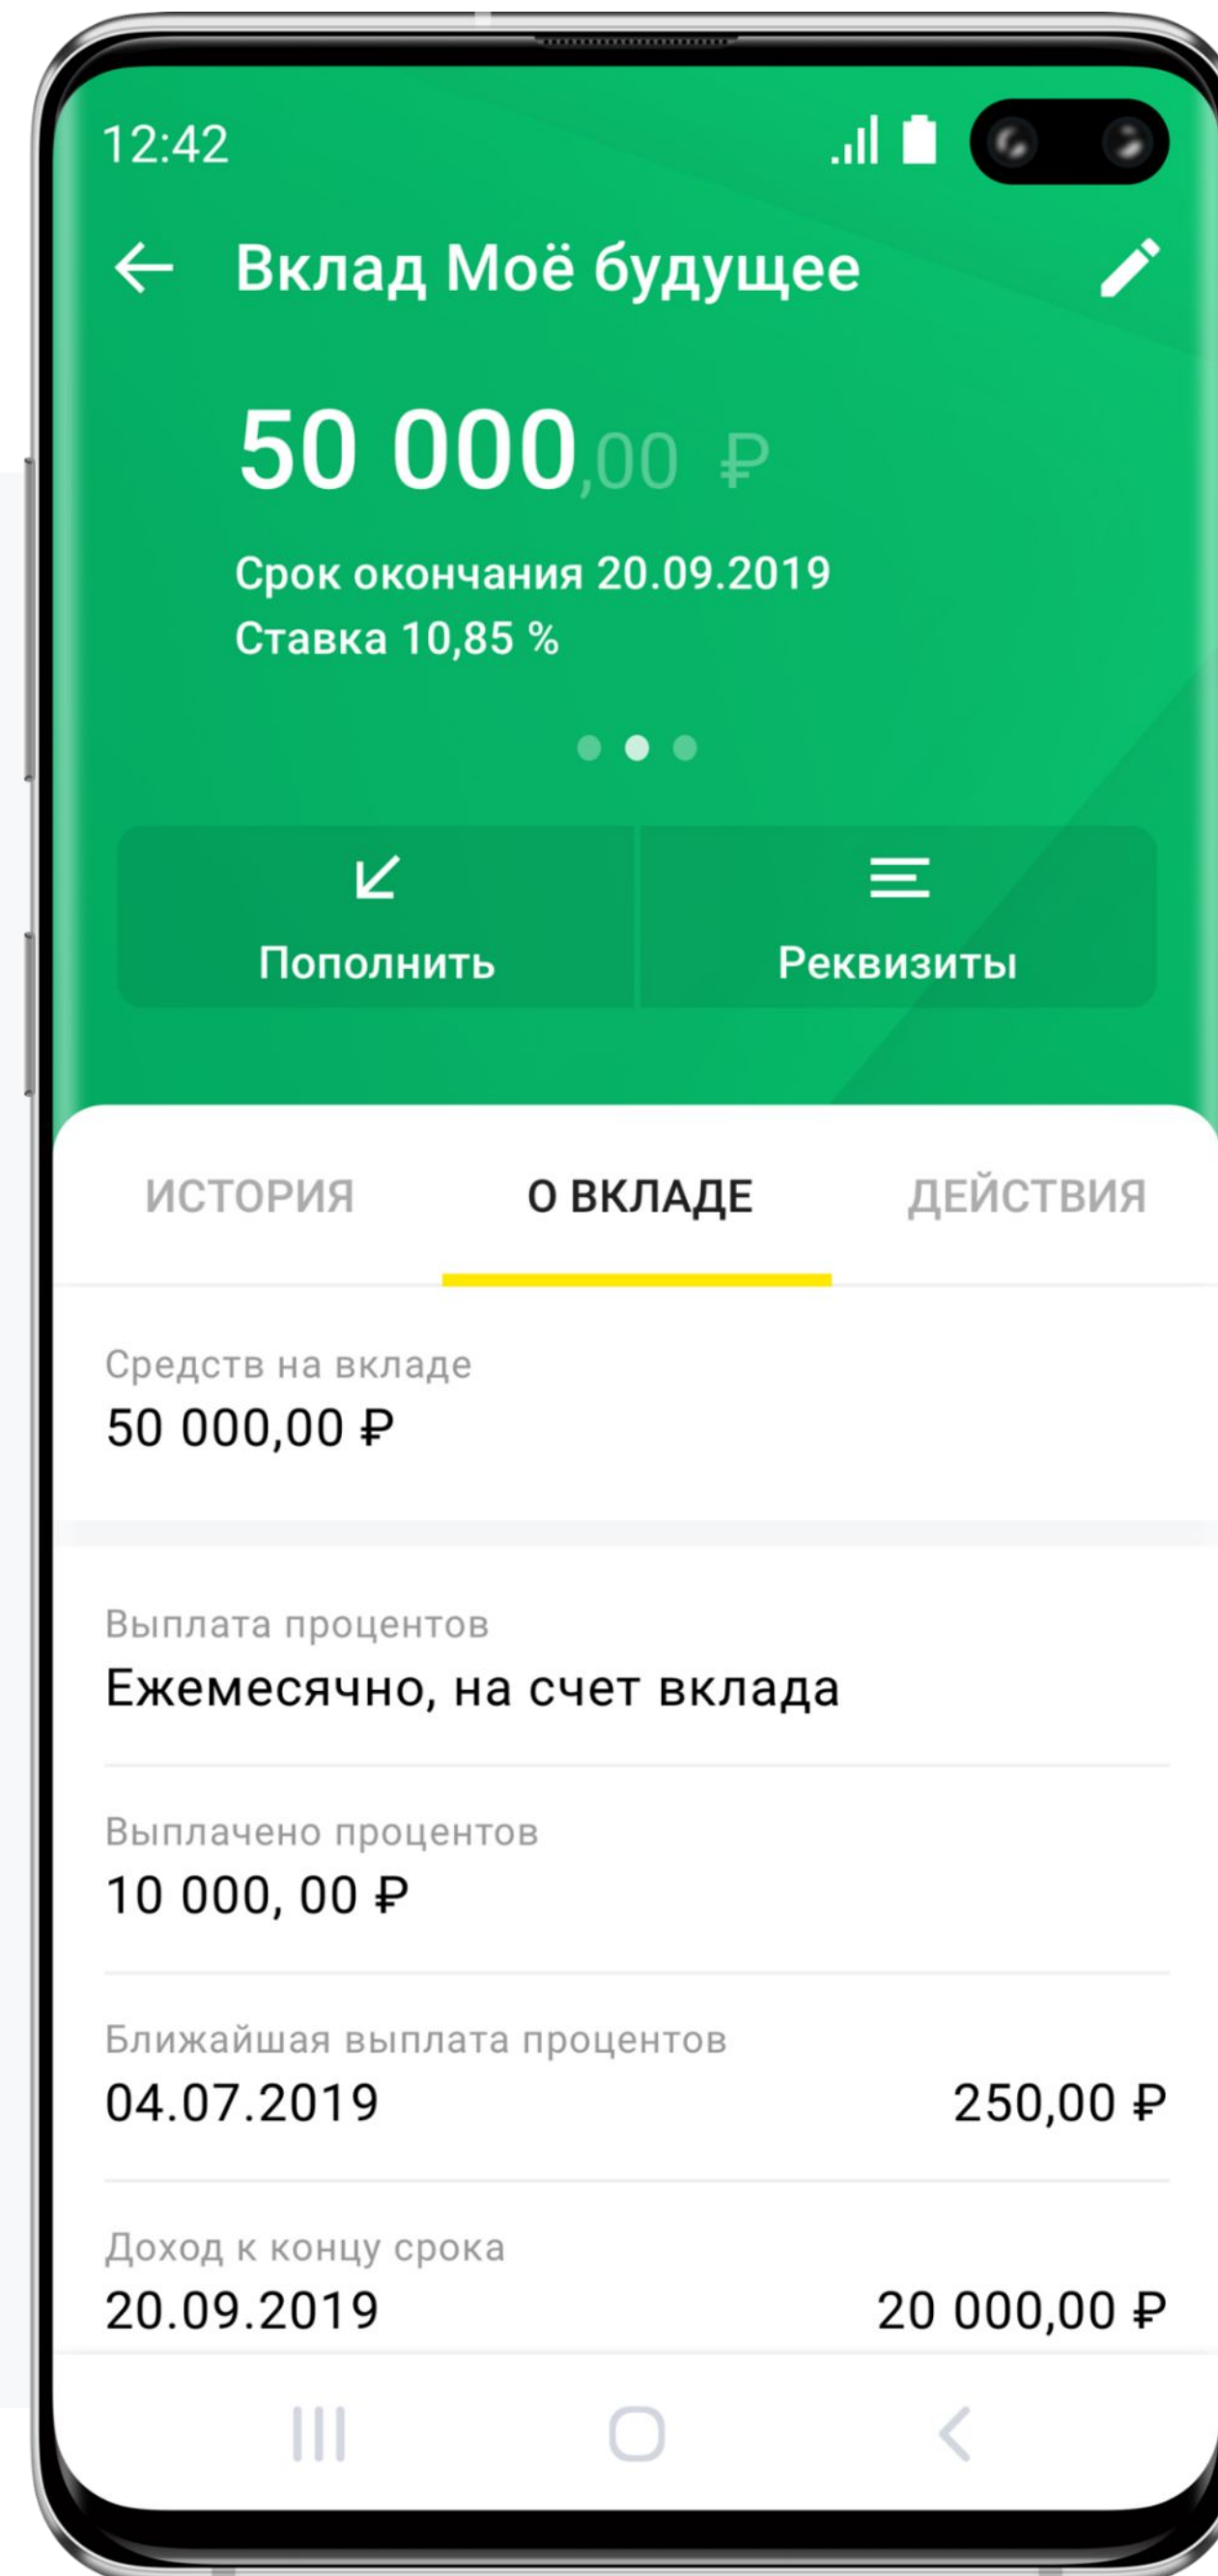 12:42
Вклад Моё будущее
50 000,00 ₽
Срок окончания 20.09.2019
Ставка 10,85 %
Пополнить
Реквизиты
ИСТОРИЯ
О ВКЛАДЕ
ДЕЙСТВИЯ
Средств на вкладе
50 000,00 ₽
Выплата процентов
Ежемесячно, на счет вклада
Выплачено процентов
10 000, 00 ₽
Ближайшая выплата процентов
04.07.2019 250,00 ₽
Доход к концу срока
20.09.2019 20 000,00 ₽